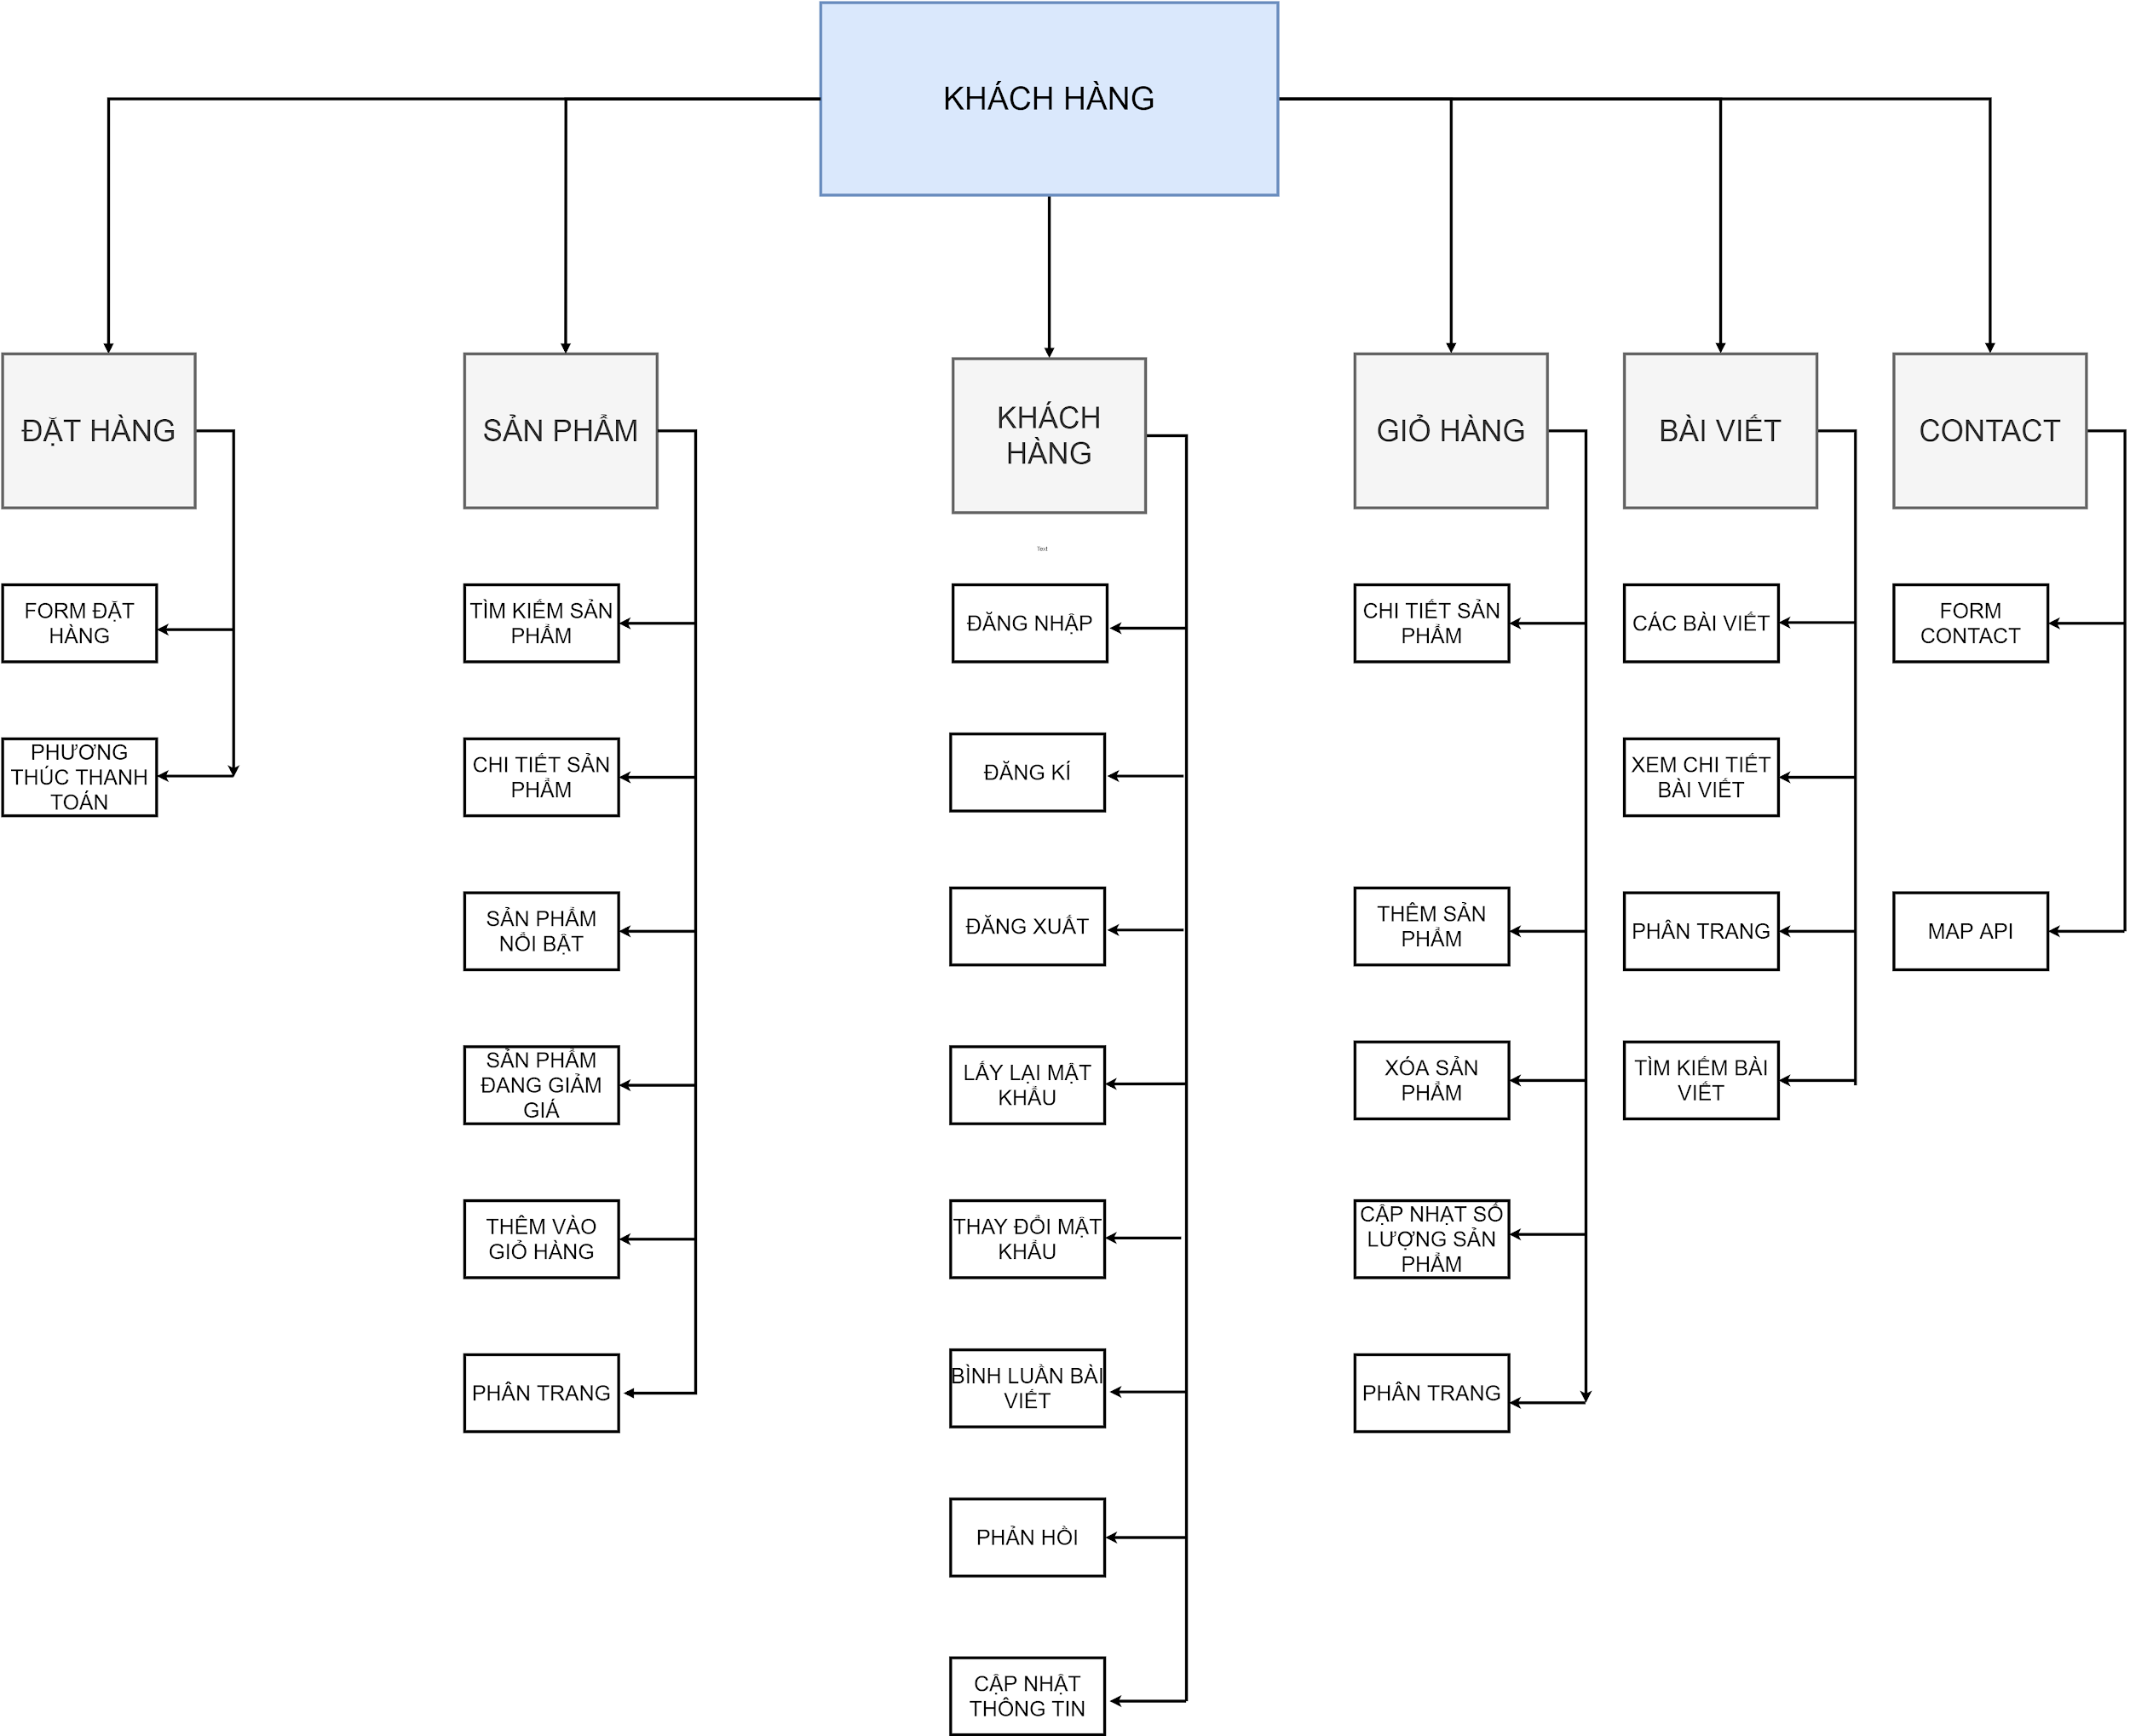 KHÁCH HÀNG
ĐẶT HÀNG
SẢN PHẨM
KHÁCH
HÀNG
GIỎ HÀNG
BÀI VIẾT
CONTACT
Text
FORM ĐẶT
HÀNG
PHƯƠNG
THÚC THANH
TOÁN
TÌM KIẾM SẢN
PHẨM
CHI TIẾT SẢN
PHẨM
SẢN PHẨM
NỔI BẬT
SẢN PHẨM
ĐANG GIẢM
GIÁ
THÊM VÀO
GIỎ HÀNG
PHÂN TRANG
ĐĂNG NHẬP
ĐĂNG KÍ
ĐĂNG XUẤT
LẤY LẠI MẬT
KHẨU
THAY ĐỔI MẬT
KHẨU
BÌNH LUẦN BÀI
VIẾT
PHẢN HỒI
CẬP NHẬT
THÔNG TIN
CHI TIẾT SẢN
PHẨM
THÊM SẢN
PHẨM
XÓA SẢN
PHẨM
CẬP NHẠT SỐ
LƯỢNG SẢN
PHẨM
PHÂN TRANG
CÁC BÀI VIẾT
XEM CHI TIẾT
BÀI VIẾT
PHÂN TRANG
TÌM KIẾM BÀI
VIẾT
FORM
CONTACT
MAP API